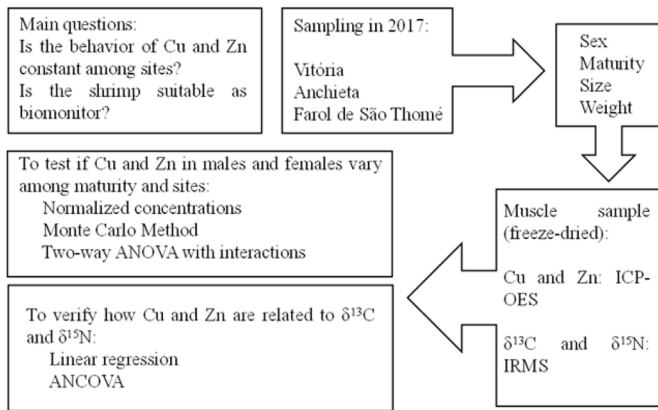 Main questions:
Is the behavior of Cu and Zn
constant among sites?
Is the shrimp suitable as
biomonitor?
Sampling in 2017:
Vitória
Anchieta
Farol de São Thomé
Sex
Maturity
Size
Weight
Muscle sample
(freeze-dried):
Cu and Zn: ICP-
OES
δ¹³C and δ¹⁵N:
IRMS
To test if Cu and Zn in males and females vary
among maturity and sites:
Normalized concentrations
Monte Carlo Method
Two-way ANOVA with interactions
To verify how Cu and Zn are related to δ¹³C
and δ¹⁵N:
Linear regression
ANCOVA